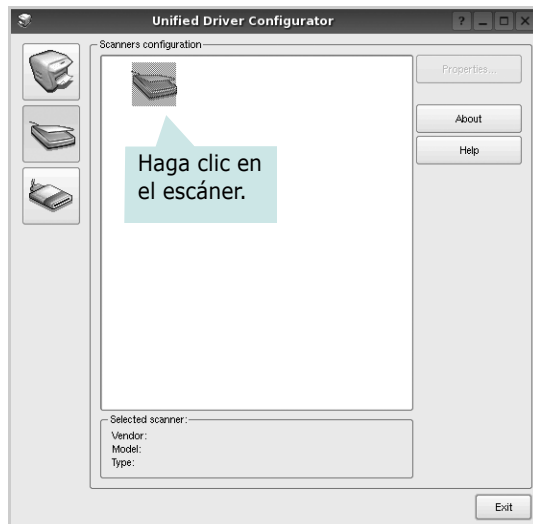 Unified Driver Configurator
Scanners configuration
Properties...
About
Help
Haga clic en
el escáner.
Selected scanner:
Vendor:
Model:
Type:
Exit